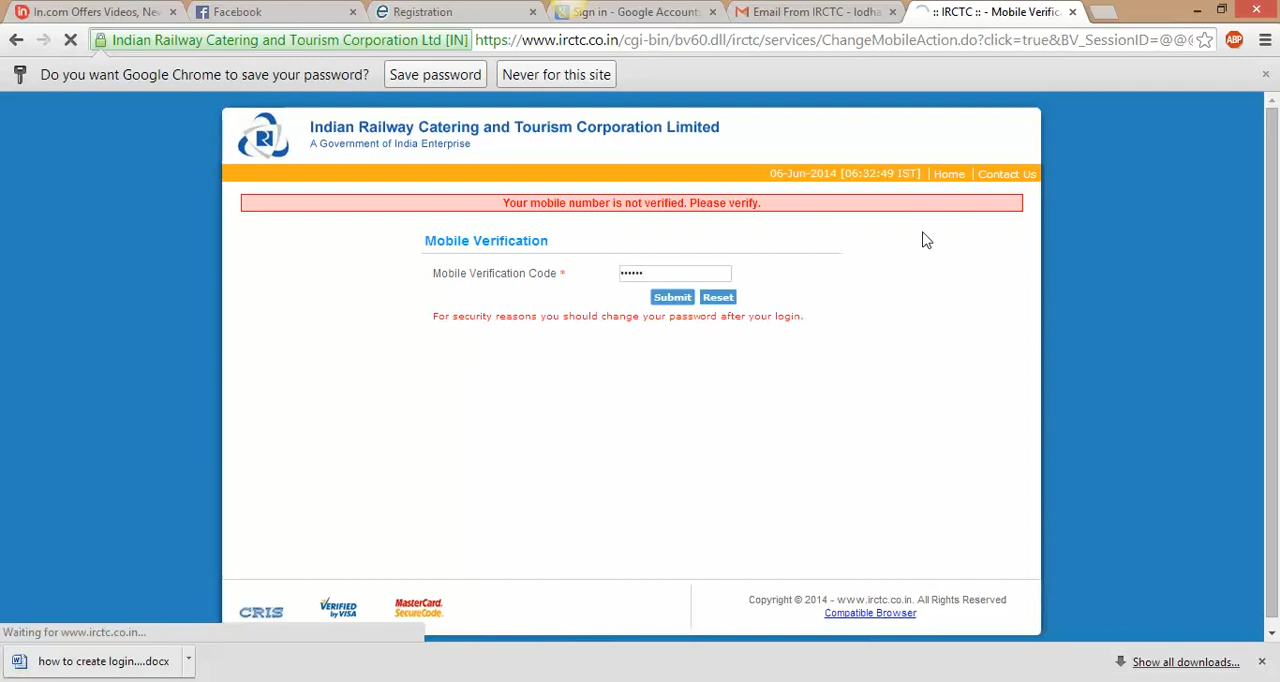 In.com Offers Videos, Nev
Facebook
Registration
Sign in - Google Account
Email From IRCTC - lodha
:: IRCTC :: - Mobile Verific
Indian Railway Catering and Tourism Corporation Ltd [IN] https://www.irctc.co.in/cgi-bin/bv60.dll/irctc/services/ChangeMobileAction.do?click=true&BV_SessionID=@@
ABP
Do you want Google Chrome to save your password? Save password Never for this site
Indian Railway Catering and Tourism Corporation Limited
A Government of India Enterprise
06-Jun-2014 [06:32:49 IST] | Home | Contact Us
Your mobile number is not verified. Please verify.
Mobile Verification
Mobile Verification Code * ••••••
Submit Reset
For security reasons you should change your password after your login.
CRIS
VERIFIED by VISA
MasterCard. SecureCode.
Copyright © 2014 - www.irctc.co.in. All Rights Reserved
Compatible Browser
Waiting for www.irctc.co.in...
how to create login....docx
Show all downloads...